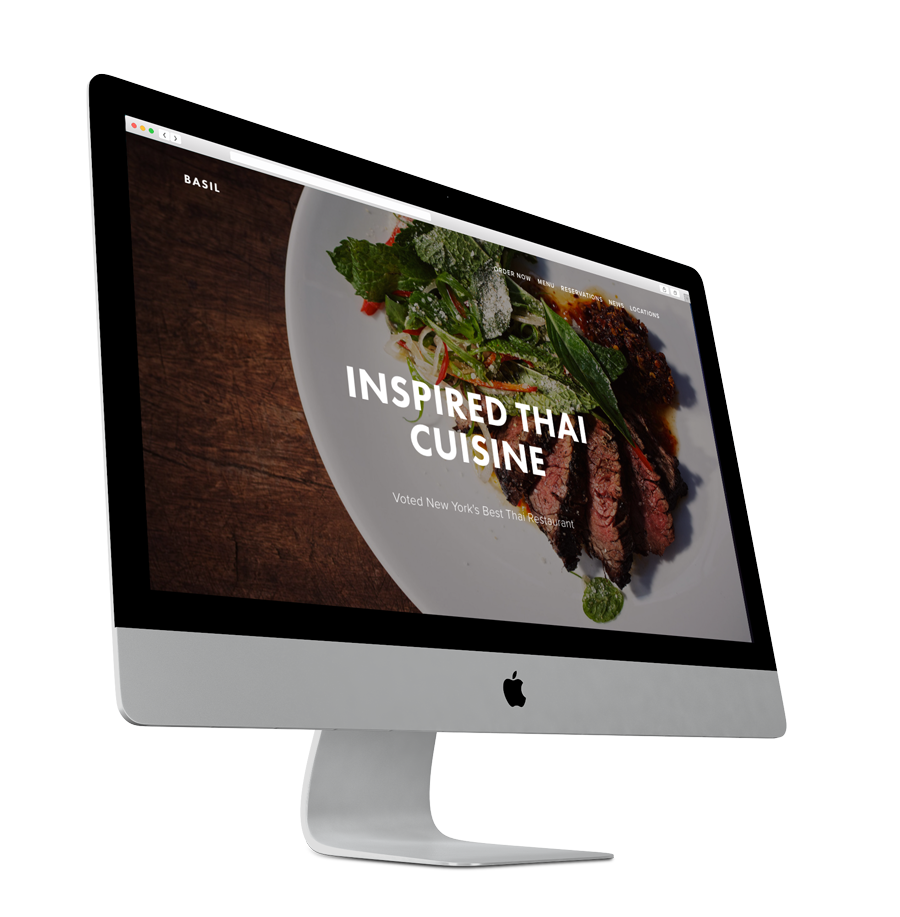 BASIL
ORDER NOW MENU RESERVATIONS NEWS LOCATIONS
INSPIRED THAI
CUISINE
Voted New York's Best Thai Restaurant